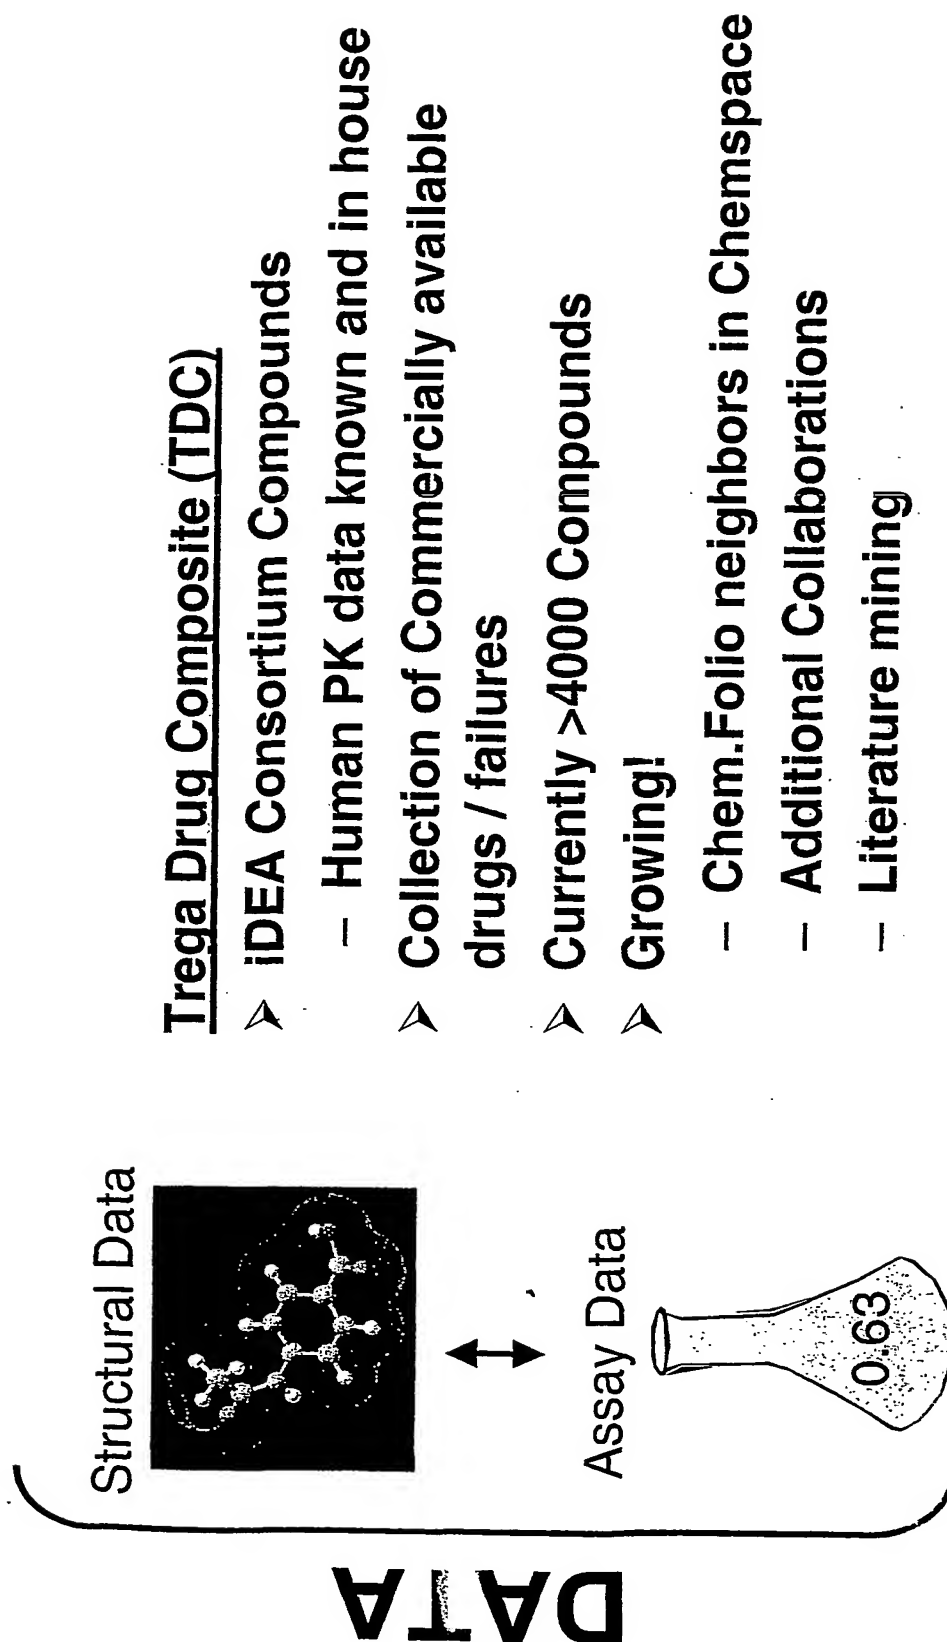 DATA
Structural Data
Assay Data
0.63
Trega Drug Composite (TDC)
➢ iDEA Consortium Compounds
– Human PK data known and in house
➢ Collection of Commercially available
drugs / failures
➢ Currently >4000 Compounds
➢ Growing!
– Chem.Folio neighbors in Chemspace
– Additional Collaborations
– Literature mining